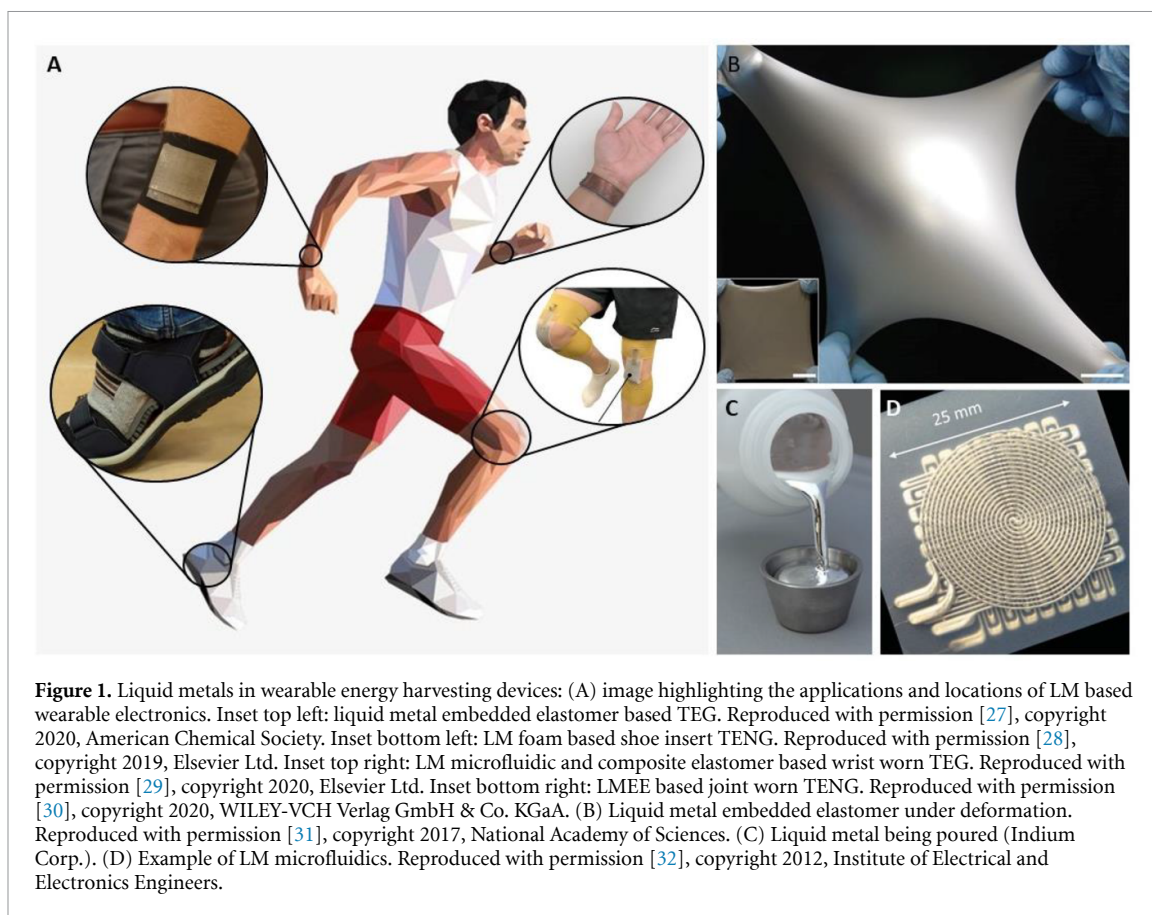 A
B
C
D
25 mm
Figure 1. Liquid metals in wearable energy harvesting devices: (A) image highlighting the applications and locations of LM based
wearable electronics. Inset top left: liquid metal embedded elastomer based TEG. Reproduced with permission [27], copyright
2020, American Chemical Society. Inset bottom left: LM foam based shoe insert TENG. Reproduced with permission [28],
copyright 2019, Elsevier Ltd. Inset top right: LM microfluidic and composite elastomer based wrist worn TEG. Reproduced with
permission [29], copyright 2020, Elsevier Ltd. Inset bottom right: LMEE based joint worn TENG. Reproduced with permission
[30], copyright 2020, WILEY-VCH Verlag GmbH & Co. KGaA. (B) Liquid metal embedded elastomer under deformation.
Reproduced with permission [31], copyright 2017, National Academy of Sciences. (C) Liquid metal being poured (Indium
Corp.). (D) Example of LM microfluidics. Reproduced with permission [32], copyright 2012, Institute of Electrical and
Electronics Engineers.